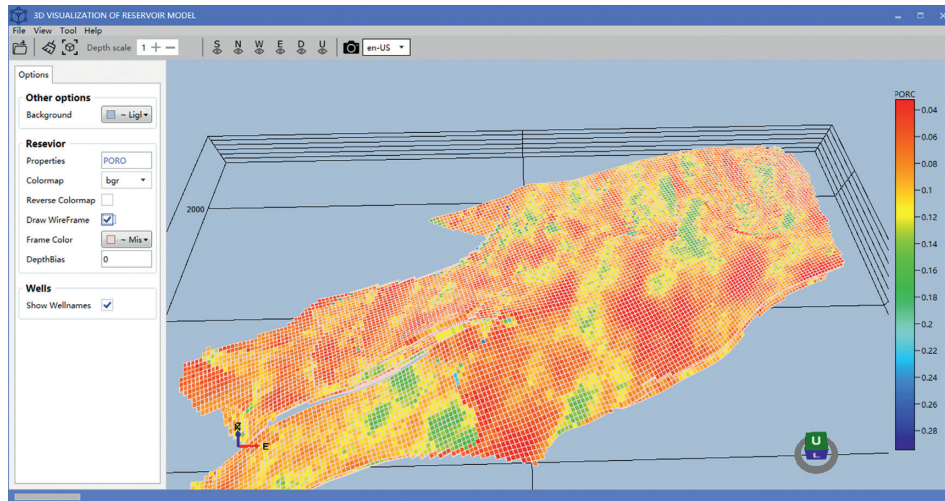 3D VISUALIZATION OF RESERVOIR MODEL
File View Tool Help
Depth scale 1 + − S N W E D U en-US
Options
Other options
Background ~ Ligl
Resevior
Properties PORO
Colormap bgr
Reverse Colormap
Draw WireFrame
Frame Color ~ Mis
DepthBias 0
Wells
Show Wellnames
2000
E
U
L
PORC
0.04
0.06
0.08
0.1
0.12
0.14
0.16
0.18
0.2
0.22
0.24
0.26
0.28